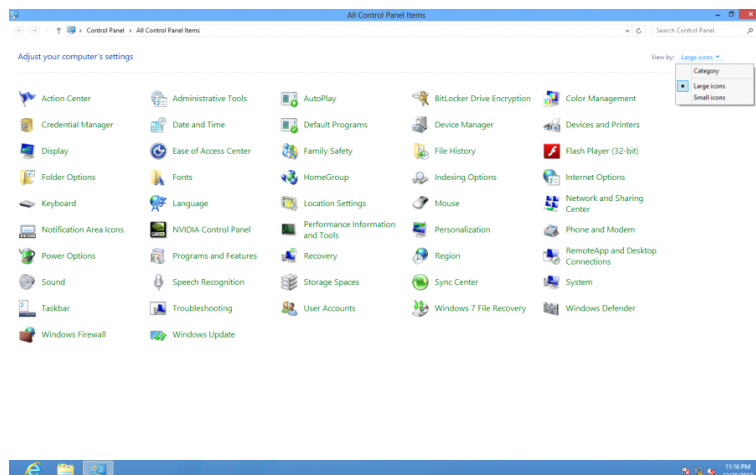 All Control Panel Items
Control Panel All Control Panel Items
Search Control Panel
Adjust your computer's settings
View by: Large icons
Category
Large icons
Small icons
Action Center
Administrative Tools
AutoPlay
BitLocker Drive Encryption
Color Management
Credential Manager
Date and Time
Default Programs
Device Manager
Devices and Printers
Display
Ease of Access Center
Family Safety
File History
Flash Player (32-bit)
Folder Options
Fonts
HomeGroup
Indexing Options
Internet Options
Keyboard
Language
Location Settings
Mouse
Network and Sharing
Center
Notification Area Icons
NVIDIA Control Panel
Performance Information
and Tools
Personalization
Phone and Modem
Power Options
Programs and Features
Recovery
Region
RemoteApp and Desktop
Connections
Sound
Speech Recognition
Storage Spaces
Sync Center
System
Taskbar
Troubleshooting
User Accounts
Windows 7 File Recovery
Windows Defender
Windows Firewall
Windows Update
11:16 PM